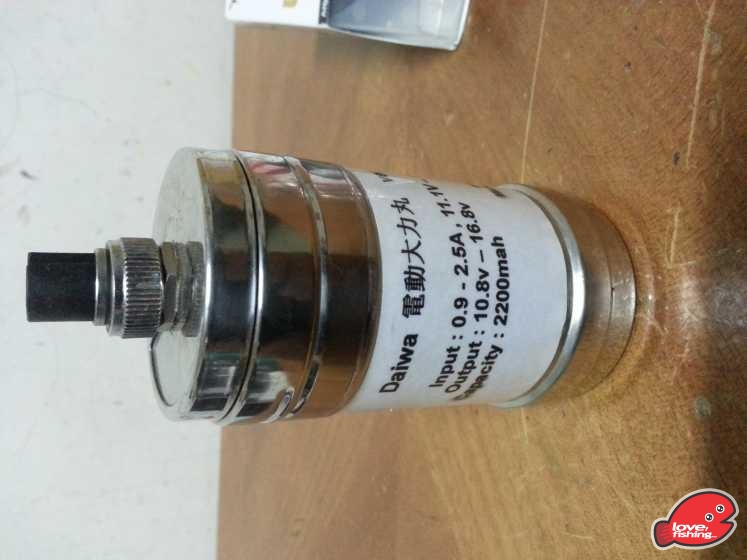 Daiwa 電動大力丸
Input : 0.9 - 2.5A , 11.1V
Output : 10.8v – 16.8v
Capacity : 2200mah
love,
fishing